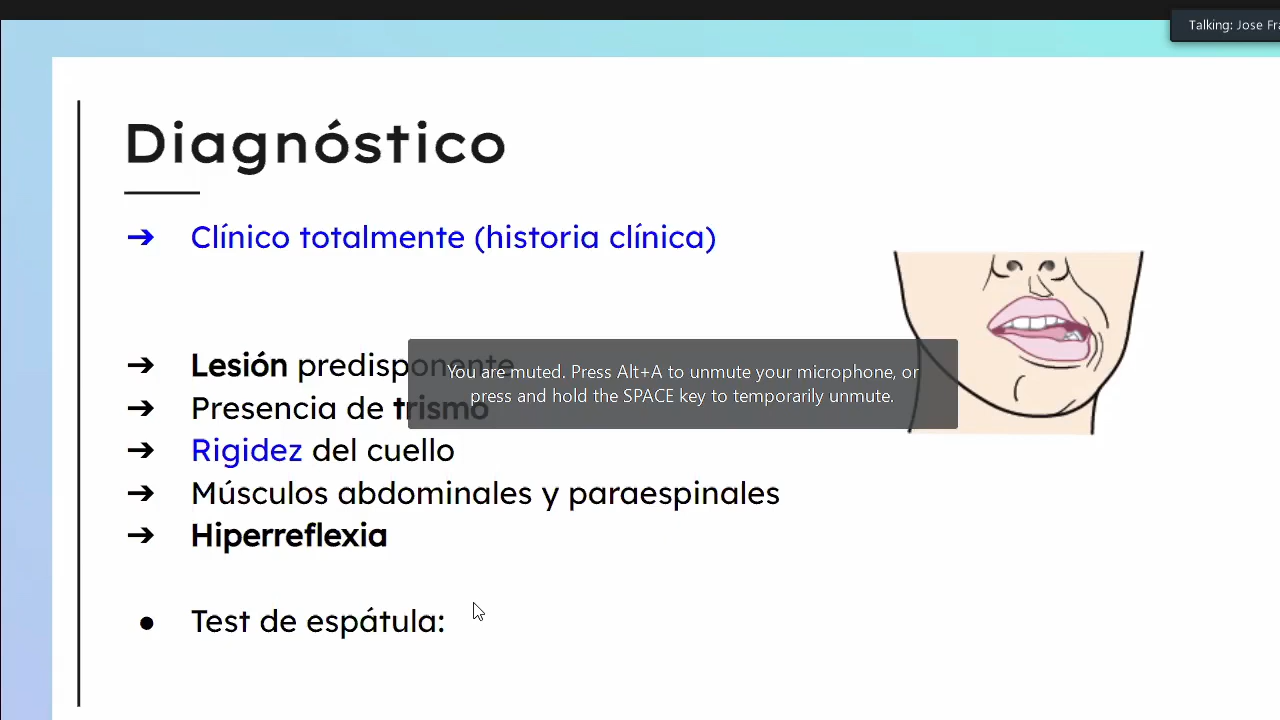 Talking: Jose Fra
Diagnóstico
➔ Clínico totalmente (historia clínica)
➔ Lesión predisponente
You are muted. Press Alt+A to unmute your microphone, or
press and hold the SPACE key to temporarily unmute.
➔ Presencia de trismo
➔ Rigidez del cuello
➔ Músculos abdominales y paraespinales
➔ Hiperreflexia
● Test de espátula: